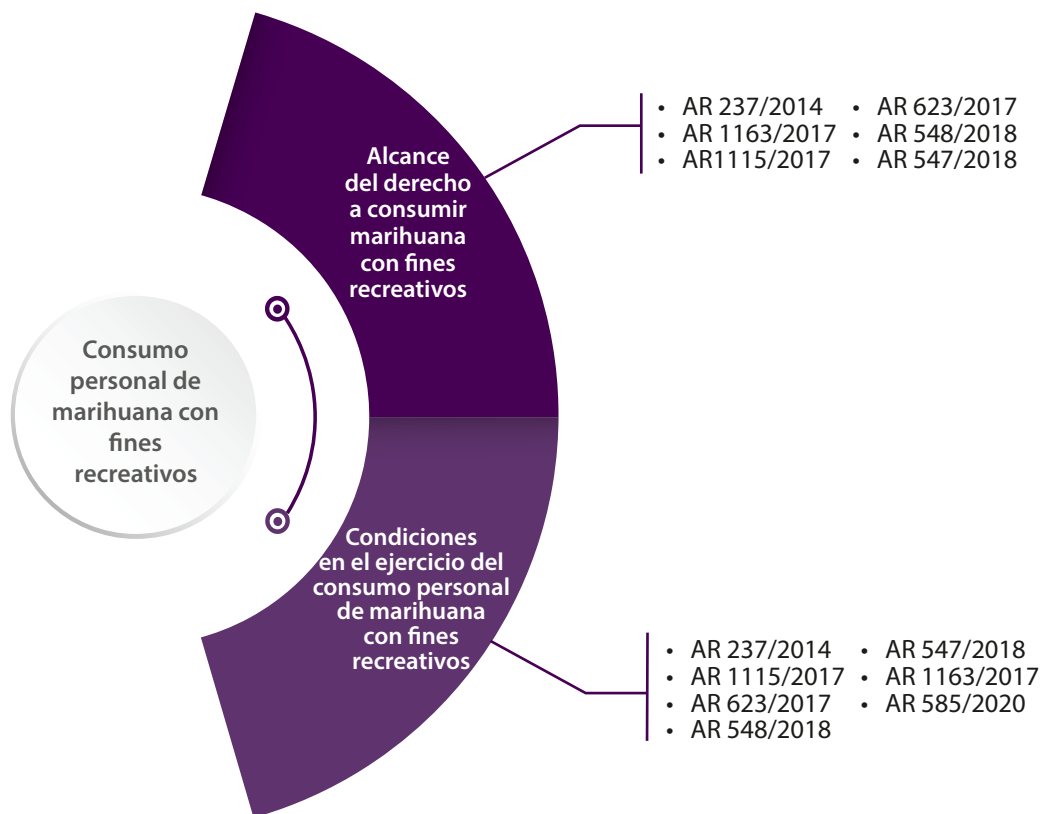 Consumo
personal de
marihuana con
fines
recreativos
Alcance
del derecho
a consumir
marihuana
con fines
recreativos
• AR 237/2014 • AR 623/2017
• AR 1163/2017 • AR 548/2018
• AR1115/2017 • AR 547/2018
Condiciones
en el ejercicio del
consumo personal
de marihuana
con fines
recreativos
• AR 237/2014 • AR 547/2018
• AR 1115/2017 • AR 1163/2017
• AR 623/2017 • AR 585/2020
• AR 548/2018